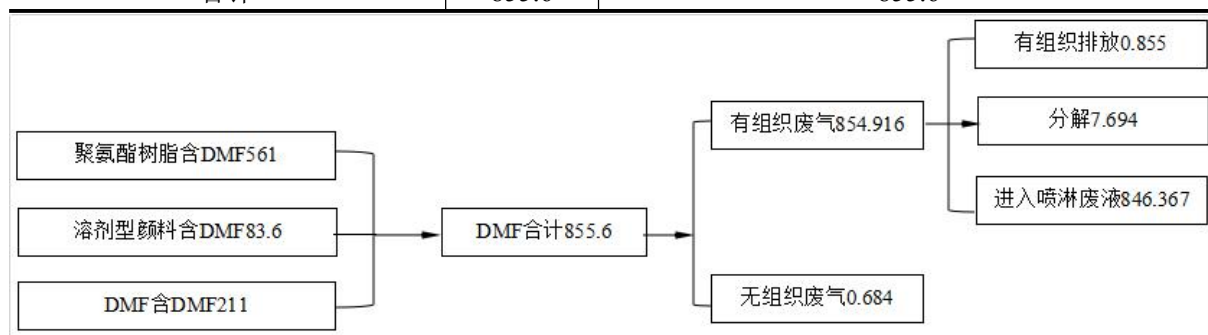 有组织排放0.855
有组织废气854.916
分解7.694
聚氨酯树脂含DMF561
进入喷淋废液846.367
溶剂型颜料含DMF83.6
DMF合计855.6
DMF含DMF211
无组织废气0.684